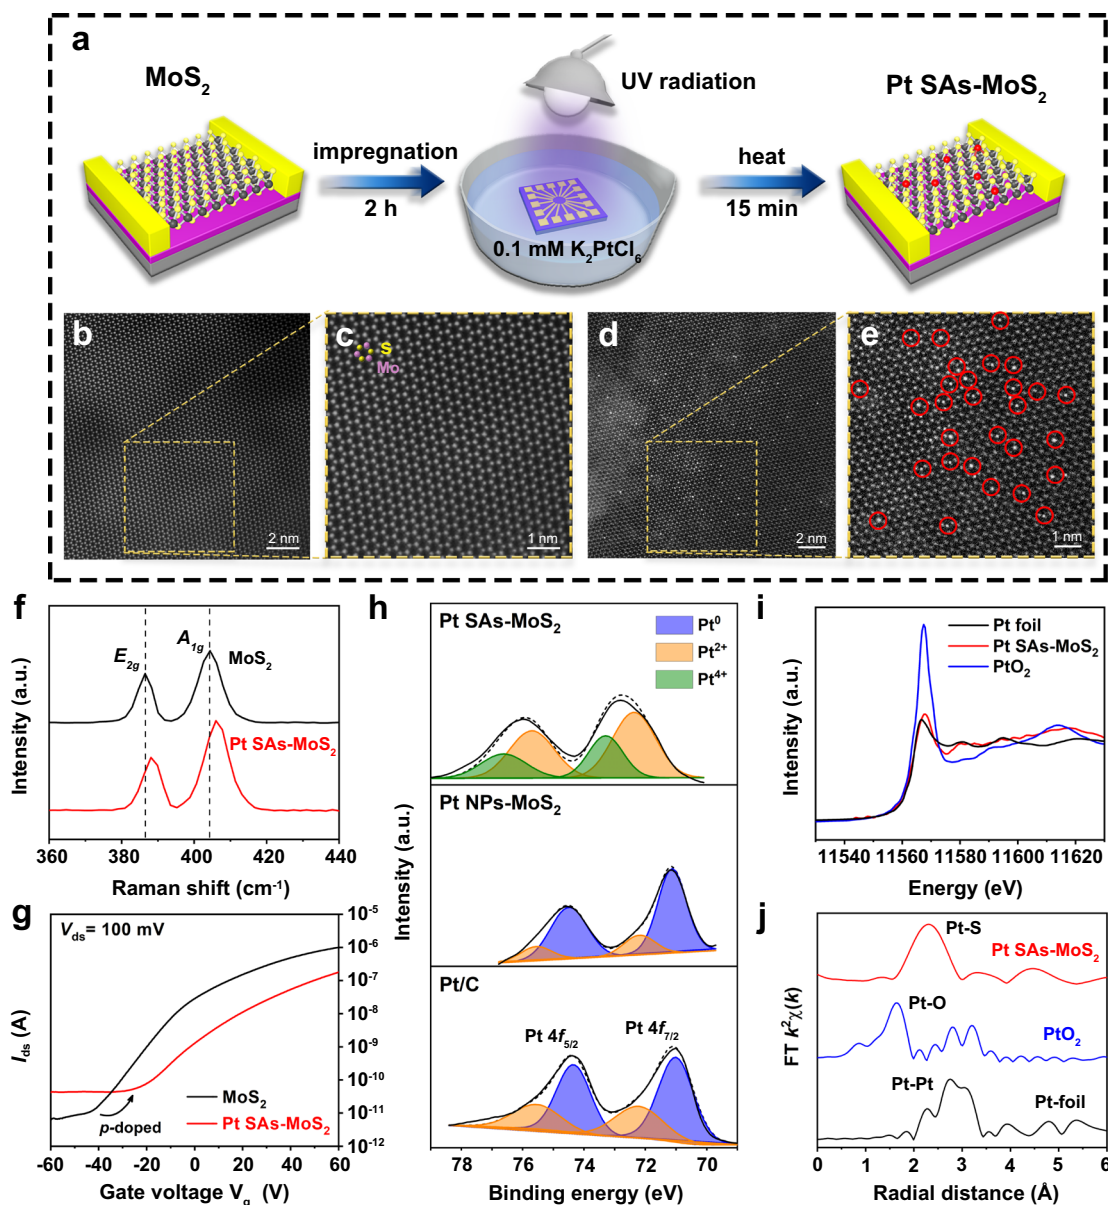 a
MoS₂
UV radiation
Pt SAs-MoS₂
impregnation
2 h
heat
15 min
0.1 mM K₂PtCl₆
b
2 nm
c
S
Mo
1 nm
d
2 nm
e
1 nm
f
E₂g
A₁g
MoS₂
Pt SAs-MoS₂
Intensity (a.u.)
360 380 400 420 440
Raman shift (cm⁻¹)
g
V_ds= 100 mV
10⁻⁵
10⁻⁶
10⁻⁷
10⁻⁸
10⁻⁹
10⁻¹⁰
10⁻¹¹
10⁻¹²
I_ds (A)
p-doped
MoS₂
Pt SAs-MoS₂
-60 -40 -20 0 20 40 60
Gate voltage V_g (V)
h
Pt SAs-MoS₂
Pt⁰
Pt²⁺
Pt⁴⁺
Pt NPs-MoS₂
Pt/C
Pt 4f₅/₂
Pt 4f₇/₂
Intensity (a.u.)
78 76 74 72 70
Binding energy (eV)
i
Pt foil
Pt SAs-MoS₂
PtO₂
Intensity (a.u.)
11540 11560 11580 11600 11620
Energy (eV)
j
Pt-S
Pt SAs-MoS₂
Pt-O
PtO₂
Pt-Pt
Pt-foil
FT k²χ(k)
0 1 2 3 4 5 6
Radial distance (Å)